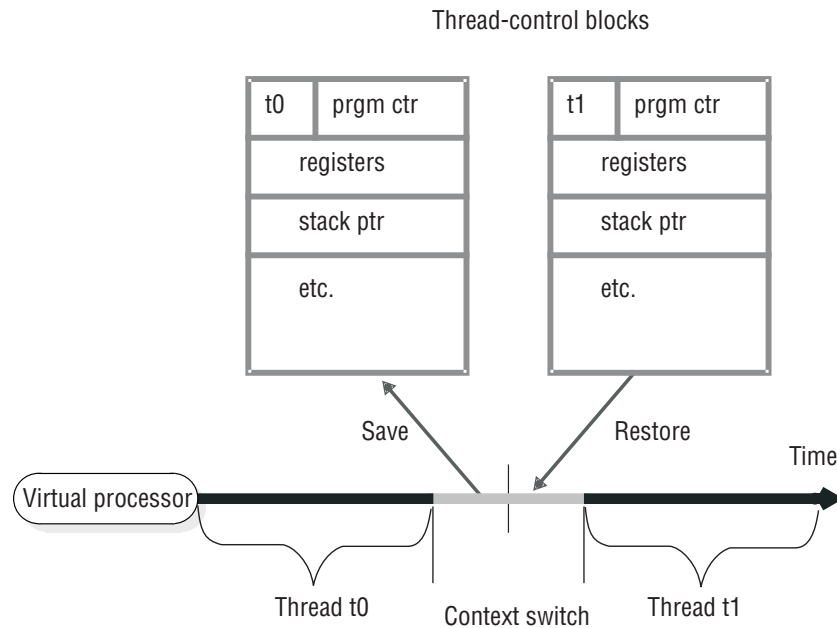 Thread-control blocks
t0 prgm ctr
registers
stack ptr
etc.
t1 prgm ctr
registers
stack ptr
etc.
Save
Restore
Time
Virtual processor
Thread t0
Context switch
Thread t1